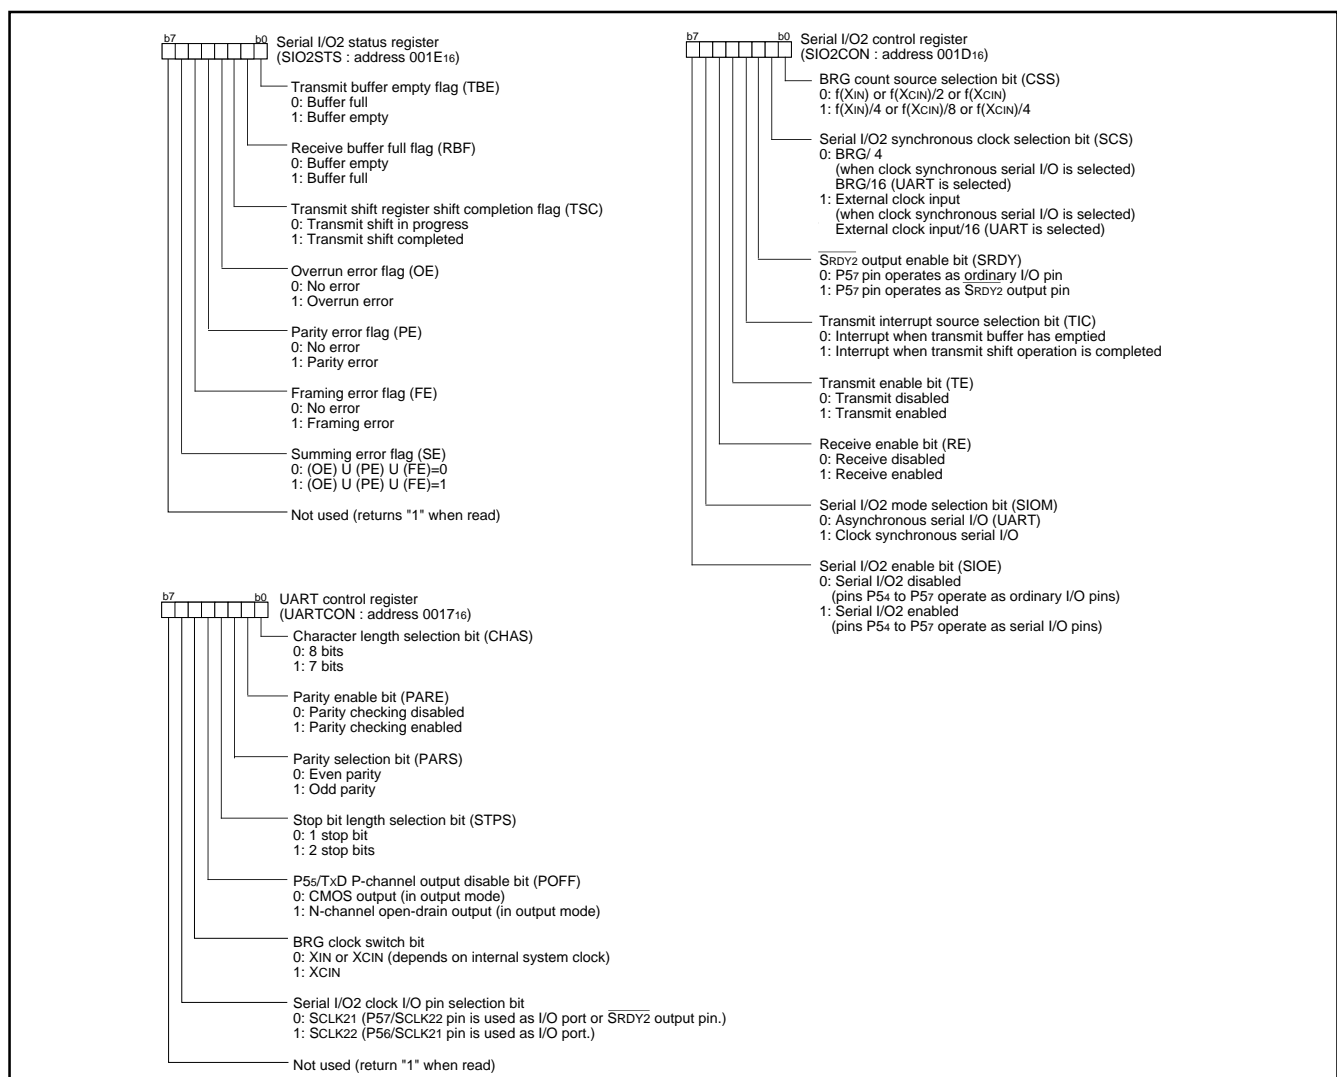 b7 b0 Serial I/O2 status register
(SIO2STS : address 001E16)
Transmit buffer empty flag (TBE)
0: Buffer full
1: Buffer empty
Receive buffer full flag (RBF)
0: Buffer empty
1: Buffer full
Transmit shift register shift completion flag (TSC)
0: Transmit shift in progress
1: Transmit shift completed
Overrun error flag (OE)
0: No error
1: Overrun error
Parity error flag (PE)
0: No error
1: Parity error
Framing error flag (FE)
0: No error
1: Framing error
Summing error flag (SE)
0: (OE) U (PE) U (FE)=0
1: (OE) U (PE) U (FE)=1
Not used (returns "1" when read)
b7 b0 UART control register
(UARTCON : address 001716)
Character length selection bit (CHAS)
0: 8 bits
1: 7 bits
Parity enable bit (PARE)
0: Parity checking disabled
1: Parity checking enabled
Parity selection bit (PARS)
0: Even parity
1: Odd parity
Stop bit length selection bit (STPS)
0: 1 stop bit
1: 2 stop bits
P55/TXD P-channel output disable bit (POFF)
0: CMOS output (in output mode)
1: N-channel open-drain output (in output mode)
BRG clock switch bit
0: XIN or XCIN (depends on internal system clock)
1: XCIN
Serial I/O2 clock I/O pin selection bit
0: SCLK21 (P57/SCLK22 pin is used as I/O port or SRDY2 output pin.)
1: SCLK22 (P56/SCLK21 pin is used as I/O port.)
Not used (return "1" when read)
b7 b0 Serial I/O2 control register
(SIO2CON : address 001D16)
BRG count source selection bit (CSS)
0: f(XIN) or f(XCIN)/2 or f(XCIN)
1: f(XIN)/4 or f(XCIN)/8 or f(XCIN)/4
Serial I/O2 synchronous clock selection bit (SCS)
0: BRG/ 4
(when clock synchronous serial I/O is selected)
BRG/16 (UART is selected)
1: External clock input
(when clock synchronous serial I/O is selected)
External clock input/16 (UART is selected)
SRDY2 output enable bit (SRDY)
0: P57 pin operates as ordinary I/O pin
1: P57 pin operates as SRDY2 output pin
Transmit interrupt source selection bit (TIC)
0: Interrupt when transmit buffer has emptied
1: Interrupt when transmit shift operation is completed
Transmit enable bit (TE)
0: Transmit disabled
1: Transmit enabled
Receive enable bit (RE)
0: Receive disabled
1: Receive enabled
Serial I/O2 mode selection bit (SIOM)
0: Asynchronous serial I/O (UART)
1: Clock synchronous serial I/O
Serial I/O2 enable bit (SIOE)
0: Serial I/O2 disabled
(pins P54 to P57 operate as ordinary I/O pins)
1: Serial I/O2 enabled
(pins P54 to P57 operate as serial I/O pins)